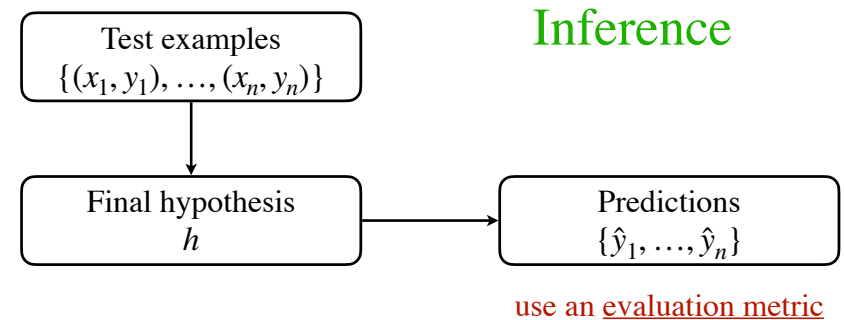 Inference
Test examples
{(x₁, y₁), …, (xₙ, yₙ)}
Final hypothesis
h
Predictions
{ŷ₁, …, ŷₙ}
use an evaluation metric